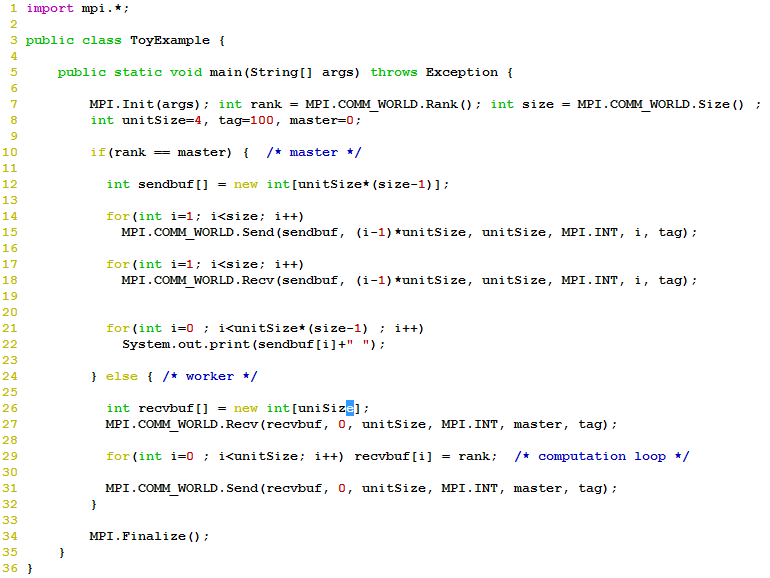 1 import mpi.*;
2
3 public class ToyExample {
4
5     public static void main(String[] args) throws Exception {
6
7         MPI.Init(args); int rank = MPI.COMM_WORLD.Rank(); int size = MPI.COMM_WORLD.Size() ;
8         int unitSize=4, tag=100, master=0;
9
10         if(rank == master) {  /* master */
11
12           int sendbuf[] = new int[unitSize*(size-1)];
13
14           for(int i=1; i<size; i++)
15             MPI.COMM_WORLD.Send(sendbuf, (i-1)*unitSize, unitSize, MPI.INT, i, tag);
16
17           for(int i=1; i<size; i++)
18             MPI.COMM_WORLD.Recv(sendbuf, (i-1)*unitSize, unitSize, MPI.INT, i, tag);
19
20
21           for(int i=0 ; i<unitSize*(size-1) ; i++)
22             System.out.print(sendbuf[i]+" ");
23
24         } else { /* worker */
25
26           int recvbuf[] = new int[uniSize];
27           MPI.COMM_WORLD.Recv(recvbuf, 0, unitSize, MPI.INT, master, tag);
28
29           for(int i=0 ; i<unitSize; i++) recvbuf[i] = rank;  /* computation loop */
30
31           MPI.COMM_WORLD.Send(recvbuf, 0, unitSize, MPI.INT, master, tag);
32         }
33
34         MPI.Finalize();
35     }
36 }